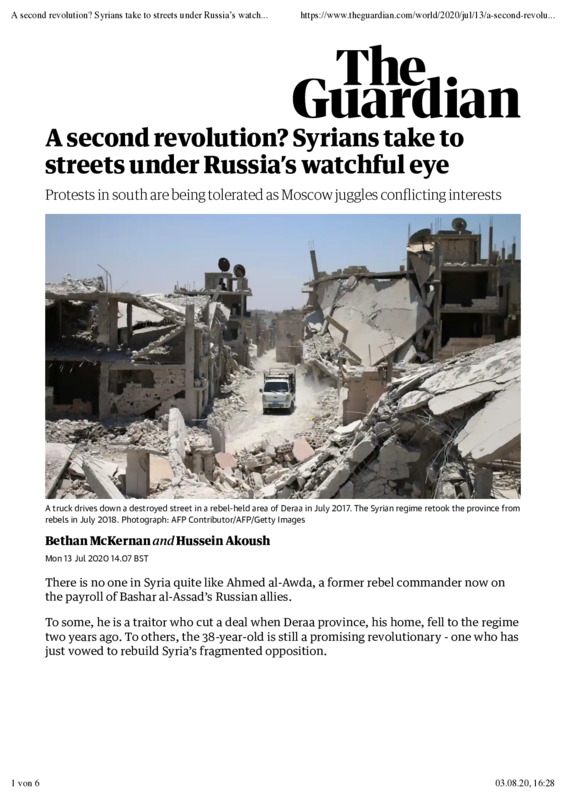 A second revolution? Syrians take to streets under Russia's watch... https://www.theguardian.com/world/2020/jul/13/a-second-revolu...
The
Guardian
A second revolution? Syrians take to
streets under Russia's watchful eye
Protests in south are being tolerated as Moscow juggles conflicting interests
A truck drives down a destroyed street in a rebel-held area of Deraa in July 2017. The Syrian regime retook the province from
rebels in July 2018. Photograph: AFP Contributor/AFP/Getty Images
Bethan McKernan and Hussein Akoush
Mon 13 Jul 2020 14.07 BST
There is no one in Syria quite like Ahmed al-Awda, a former rebel commander now on
the payroll of Bashar al-Assad's Russian allies.
To some, he is a traitor who cut a deal when Deraa province, his home, fell to the regime
two years ago. To others, the 38-year-old is still a promising revolutionary - one who has
just vowed to rebuild Syria's fragmented opposition.
1 von 6 03.08.20, 16:28